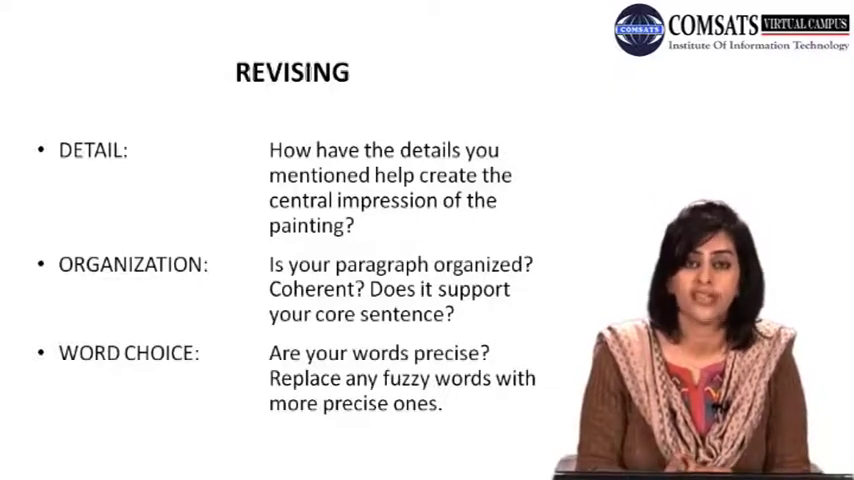 COMSATS VIRTUAL CAMPUS
COMSATS Institute Of Information Technology
REVISING
• DETAIL: How have the details you
mentioned help create the
central impression of the
painting?
• ORGANIZATION: Is your paragraph organized?
Coherent? Does it support
your core sentence?
• WORD CHOICE: Are your words precise?
Replace any fuzzy words with
more precise ones.